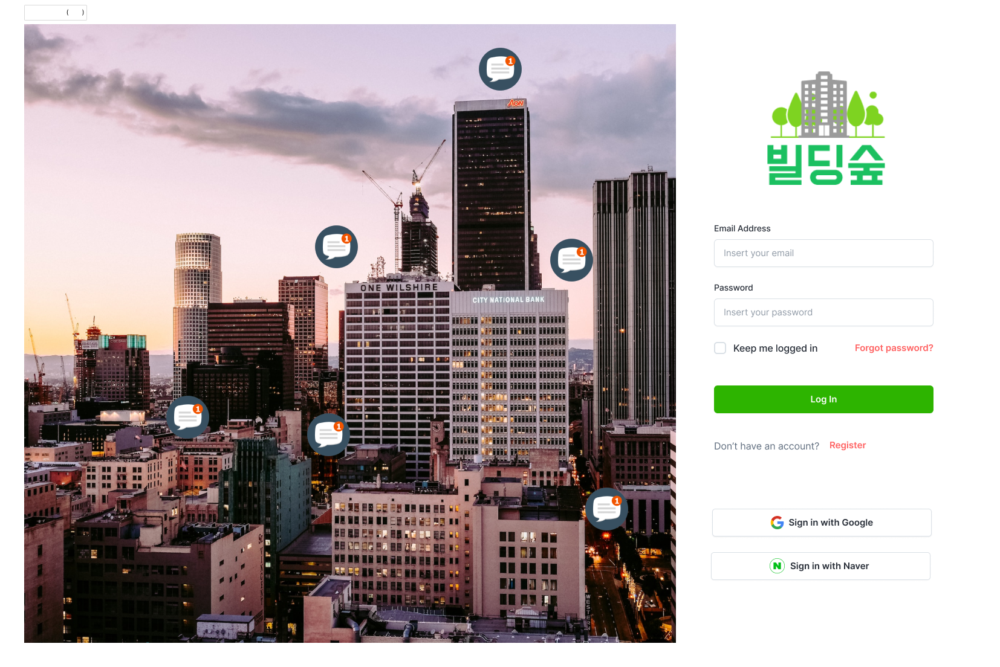 ( )
1
AON
1
1
ONE WILSHIRE
CITY NATIONAL BANK
1
1
1
빌딩숲
Email Address
Insert your email
Password
Insert your password
Keep me logged in
Forgot password?
Log In
Don't have an account?
Register
Sign in with Google
N
Sign in with Naver